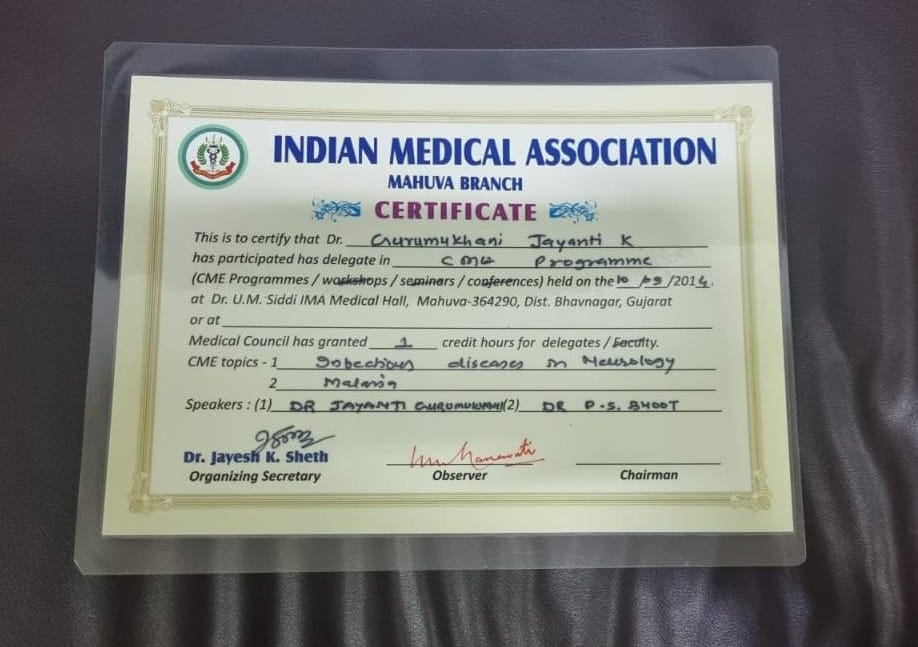 INDIAN MEDICAL ASSOCIATION
MAHUVA BRANCH
CERTIFICATE
This is to certify that Dr. Gurumukhani Jayanti K
has participated has delegate in CME Programme
(CME Programmes / workshops / seminars / conferences) held on the 10 /09 /2014.
at Dr. U.M. Siddi IMA Medical Hall, Mahuva-364290, Dist. Bhavnagar, Gujarat
or at
Medical Council has granted 1 credit hours for delegates / Faculty.
CME topics - 1 Infectious diseases in Neurology
2 Malaria
Speakers : (1) DR JAYANTI GURUMUKHANI (2) DR P.S. BHOOT
Dr. Jayesh K. Sheth
Organizing Secretary Observer Chairman